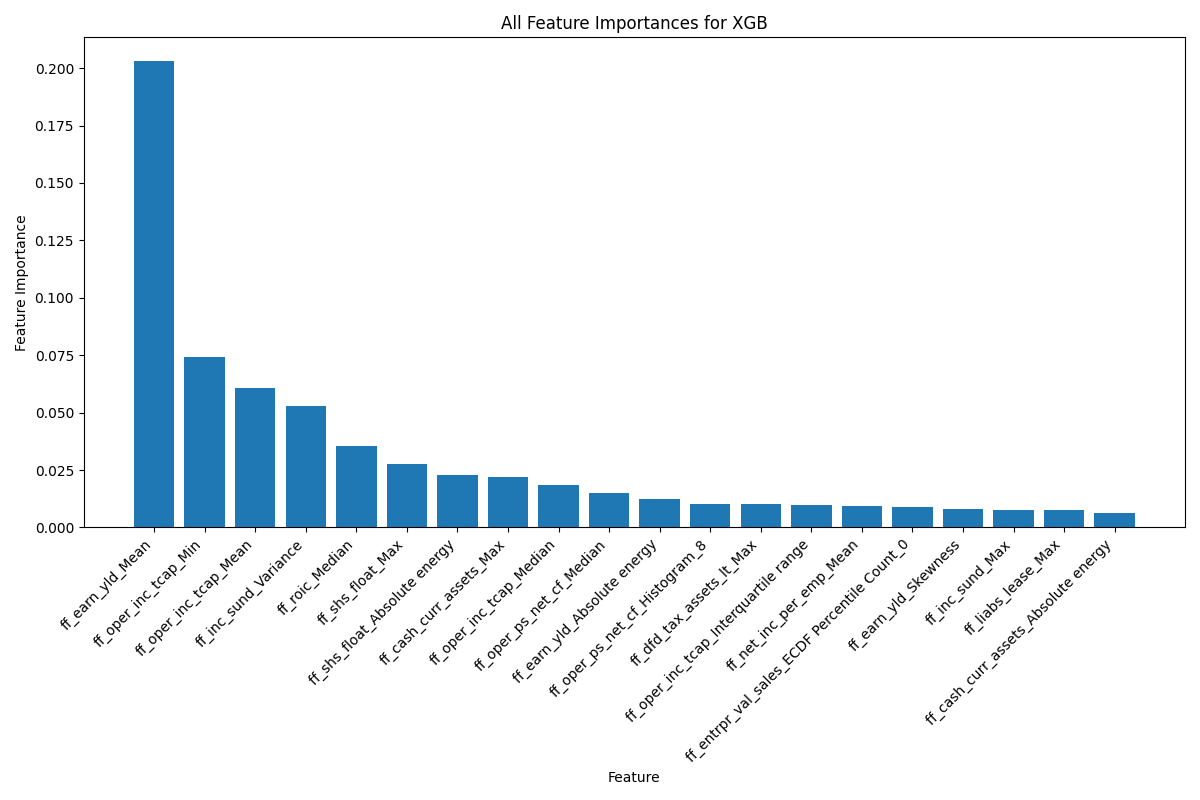 All Feature Importances for XGB
Feature Importance
0.200
0.175
0.150
0.125
0.100
0.075
0.050
0.025
0.000
ff_earn_yld_Mean
ff_oper_inc_tcap_Min
ff_oper_inc_tcap_Mean
ff_inc_sund_Variance
ff_roic_Median
ff_shs_float_Max
ff_shs_float_Absolute energy
ff_cash_curr_assets_Max
ff_oper_inc_tcap_Median
ff_oper_ps_net_cf_Median
ff_earn_yld_Absolute energy
ff_oper_ps_net_cf_Histogram_8
ff_dfd_tax_assets_lt_Max
ff_oper_inc_tcap_Interquartile range
ff_net_inc_per_emp_Mean
ff_entrpr_val_sales_ECDF Percentile Count_0
ff_earn_yld_Skewness
ff_inc_sund_Max
ff_liabs_lease_Max
ff_cash_curr_assets_Absolute energy
Feature